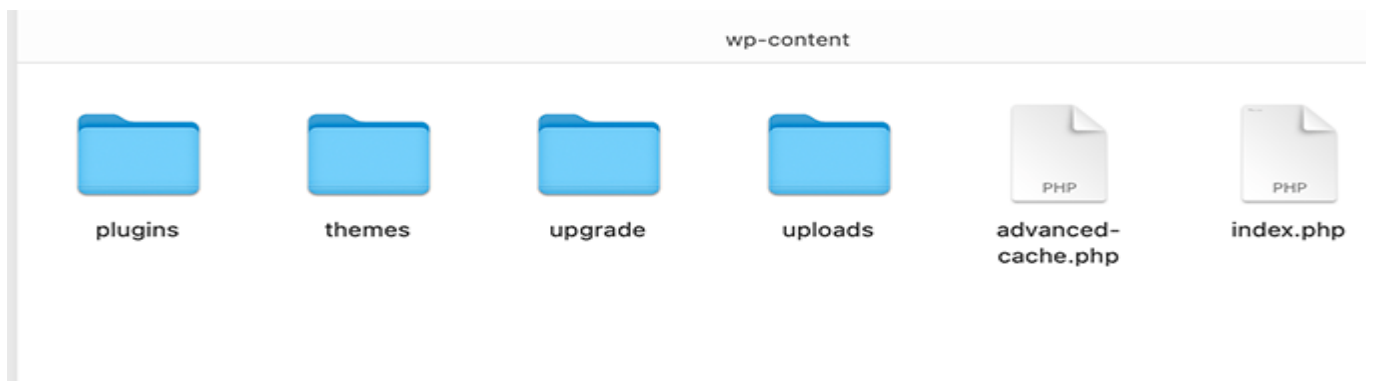 wp-content
plugins
themes
upgrade
uploads
PHP
advanced-
cache.php
PHP
index.php